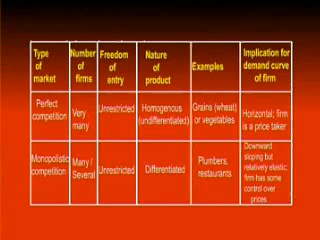 Type of market
Number of firms
Freedom of entry
Nature of product
Examples
Implication for demand curve of firm
Perfect competition
Very many
Unrestricted
Homogenous (undifferentiated)
Grains (wheat) or vegetables
Horizontal; firm is a price taker
Monopolistic competition
Many / Several
Unrestricted
Differentiated
Plumbers, restaurants
Downward sloping but relatively elastic; firm has some control over prices